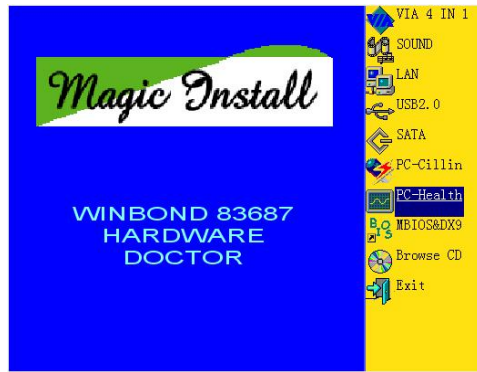 Magic Install
WINBOND 83687
HARDWARE
DOCTOR
VIA 4 IN 1
SOUND
LAN
USB2.0
SATA
PC-Cillin
PC-Health
BIOS
MBIOS&DX9
Browse CD
Exit